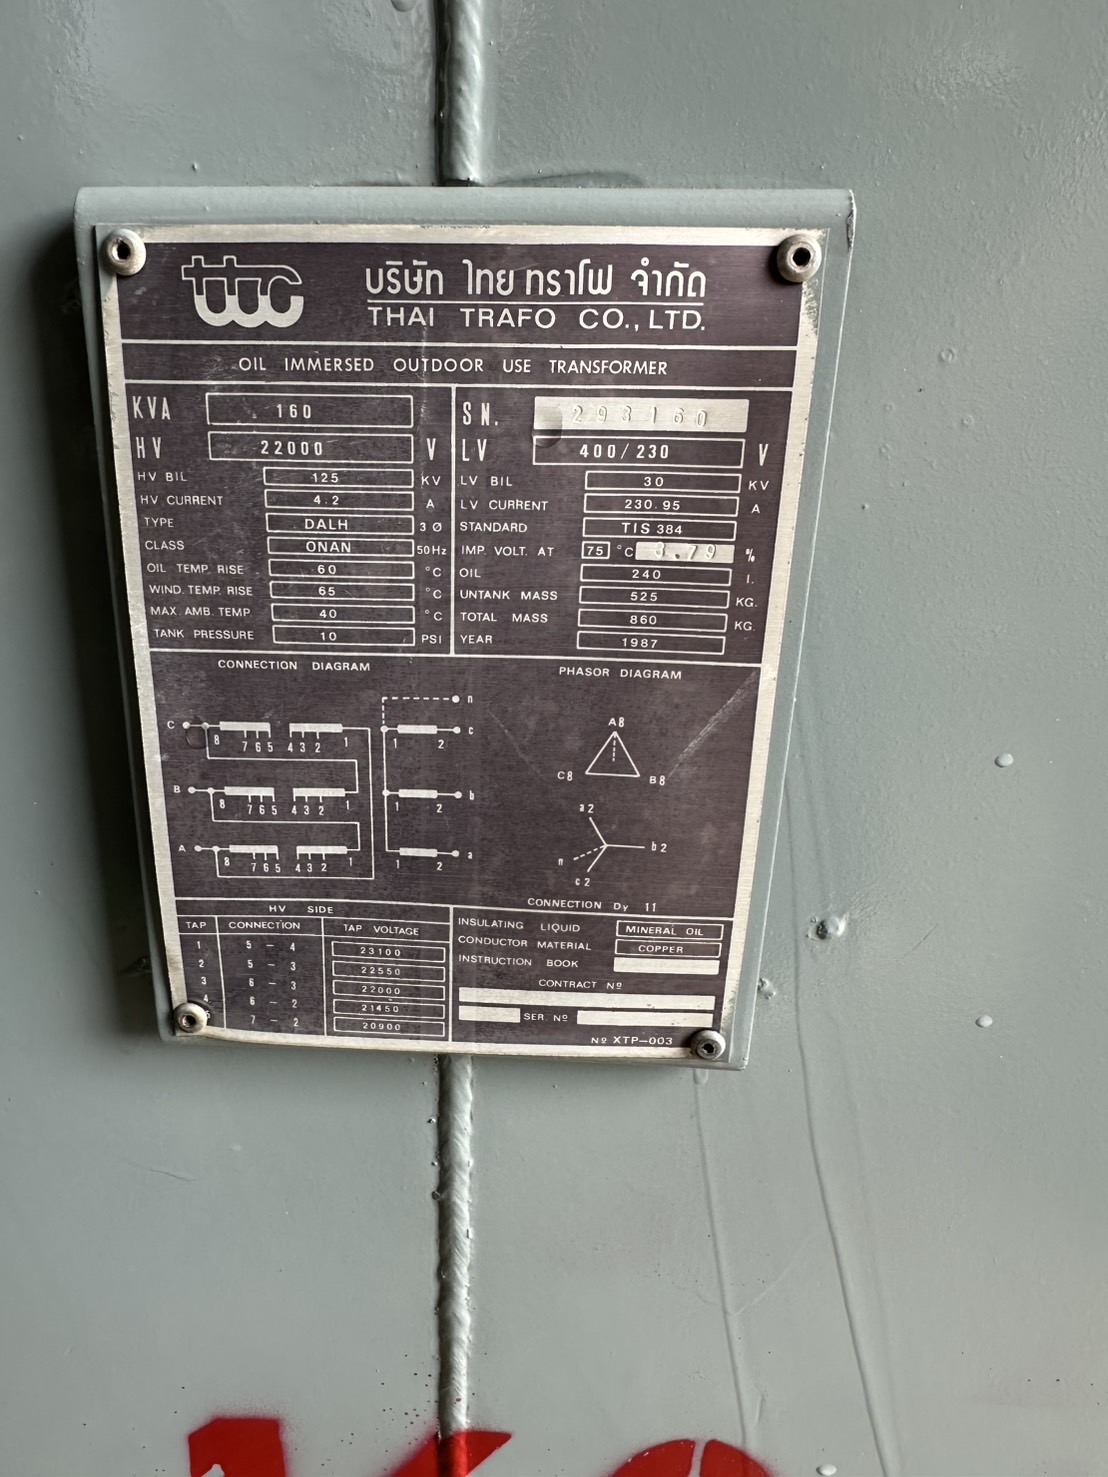 ttc
บริษัท ไทย ทราโฟ จำกัด
THAI TRAFO CO., LTD.
OIL IMMERSED OUTDOOR USE TRANSFORMER
KVA 160
HV 22000 V
HV BIL 125 KV
HV CURRENT 4.2 A
TYPE DALH 3Ø
CLASS ONAN 50Hz
OIL TEMP. RISE 60 °C
WIND. TEMP. RISE 65 °C
MAX. AMB. TEMP. 40 °C
TANK PRESSURE 10 PSI
SN. 293160
LV 400/230 V
LV BIL 30 KV
LV CURRENT 230.95 A
STANDARD TIS 384
IMP. VOLT. AT 75 °C 3.79 %
OIL 240 l.
UNTANK MASS 525 KG.
TOTAL MASS 860 KG.
YEAR 1987
CONNECTION DIAGRAM
n
C 8 7 6 5 4 3 2 1 1 2 c
B 8 7 6 5 4 3 2 1 1 2 b
A 8 7 6 5 4 3 2 1 1 2 a
PHASOR DIAGRAM
A8
C8 B8
a2
b2
n
c2
CONNECTION Dy 11
HV SIDE
TAP CONNECTION TAP VOLTAGE
1 5 - 4 23100
2 5 - 3 22550
3 6 - 3 22000
4 6 - 2 21450
7 - 2 20900
INSULATING LIQUID MINERAL OIL
CONDUCTOR MATERIAL COPPER
INSTRUCTION BOOK
CONTRACT Nº
SER. Nº
Nº XTP-003